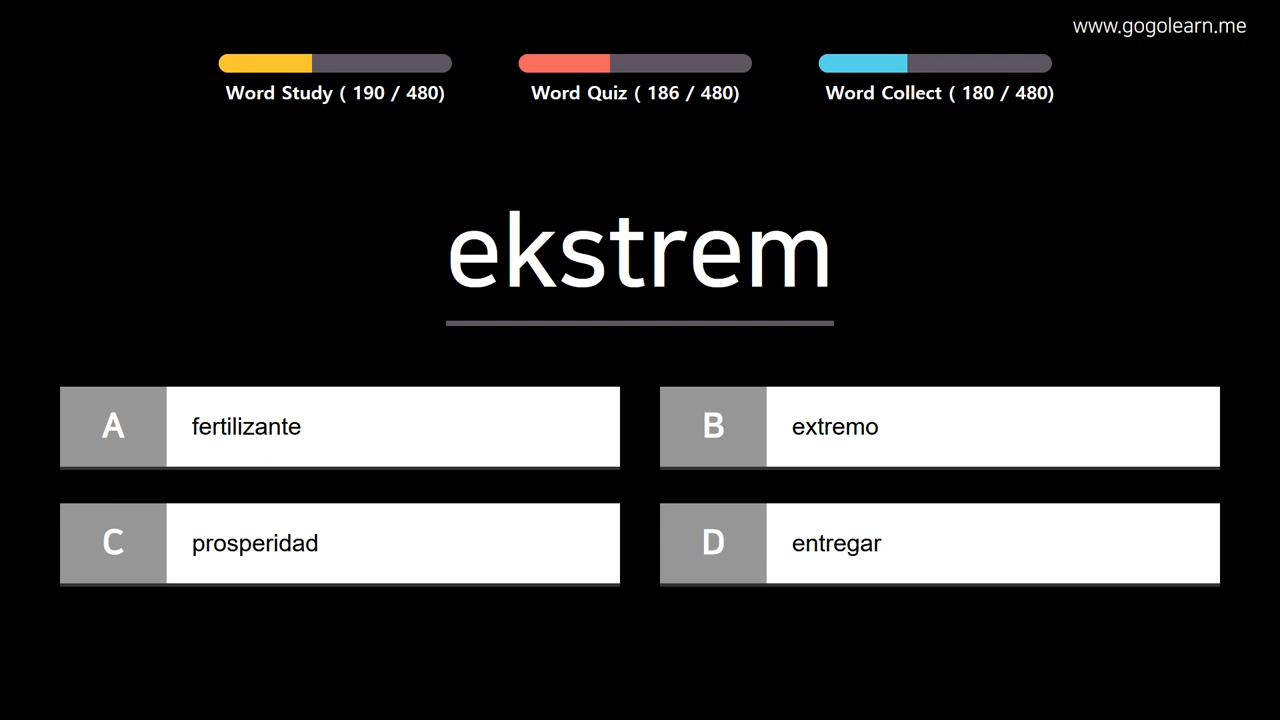 www.gogolearn.me
Word Study ( 190 / 480)
Word Quiz ( 186 / 480)
Word Collect ( 180 / 480)
ekstrem
A fertilizante
B extremo
C prosperidad
D entregar